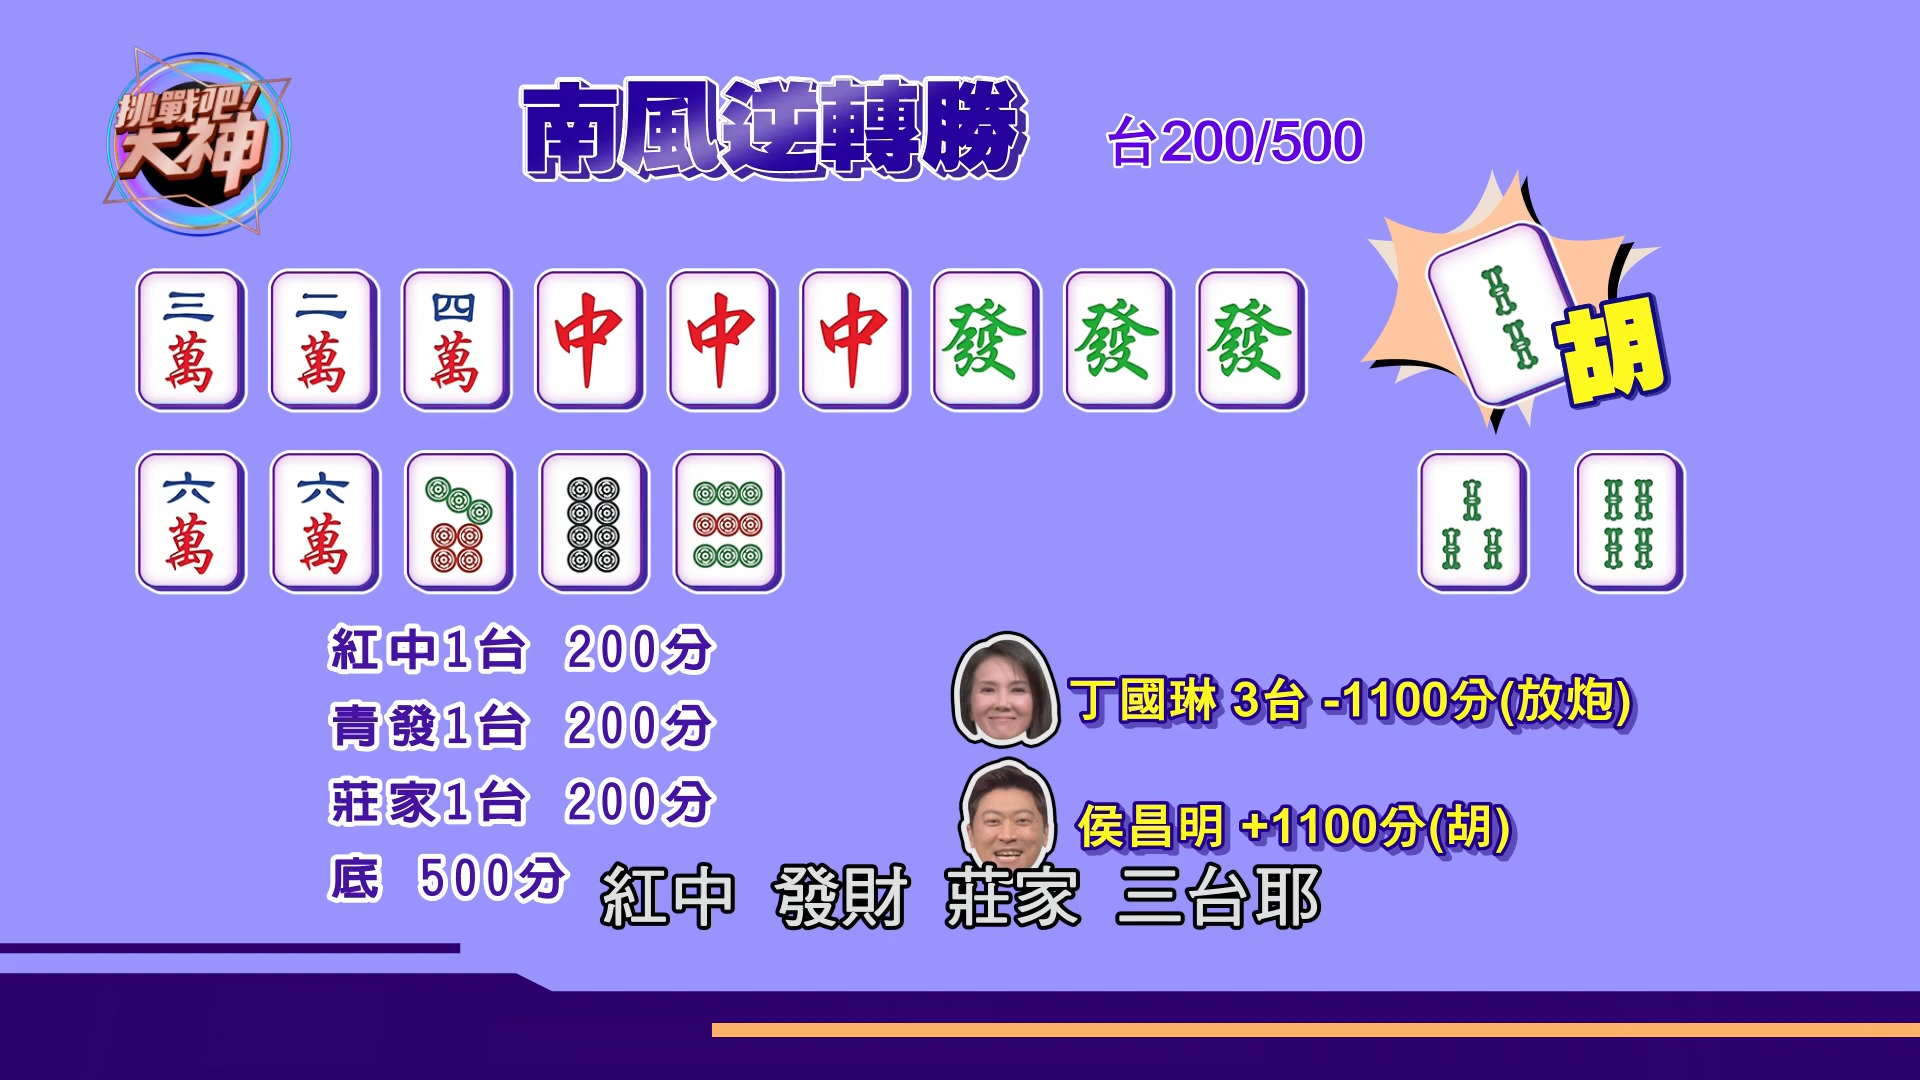 挑戰吧!
大神
南風逆轉勝
台200/500
三萬 二萬 四萬 中 中 中 發 發 發
胡
六萬 六萬
紅中1台 200分
青發1台 200分
莊家1台 200分
底 500分
丁國琳 3台 -1100分(放炮)
侯昌明 +1100分(胡)
紅中 發財 莊家 三台耶